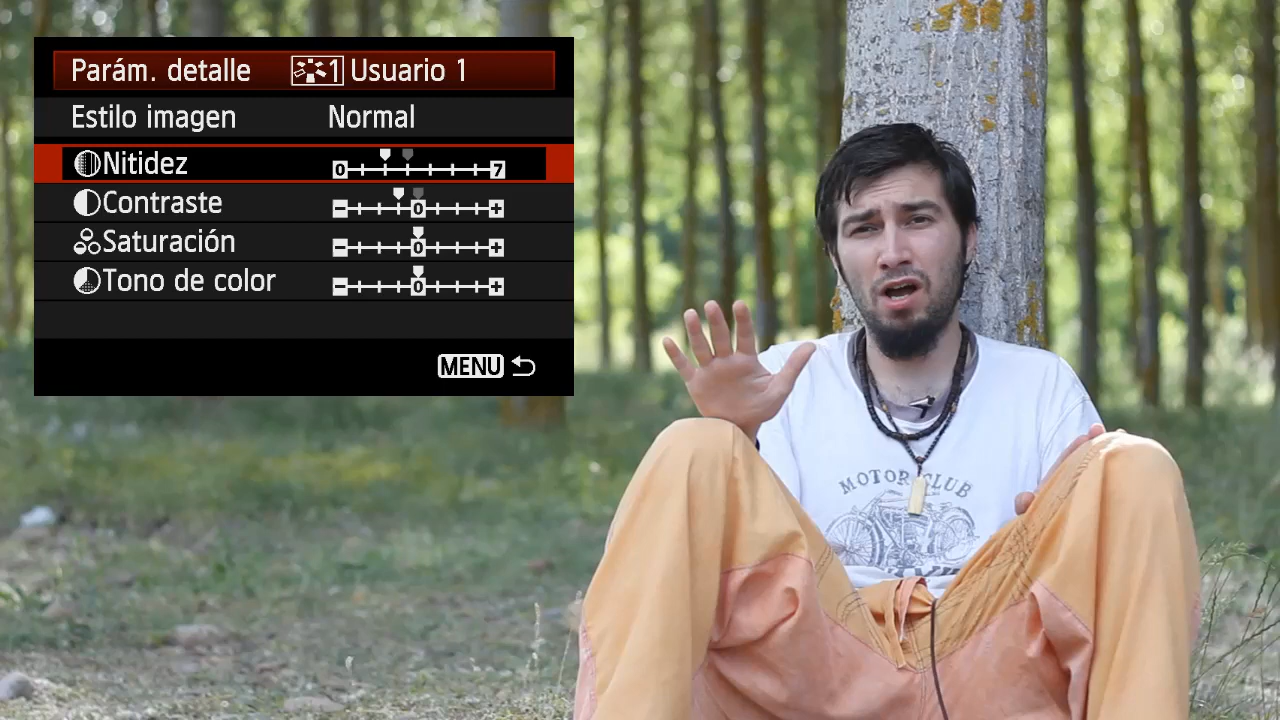 Parám. detalle 1 Usuario 1
Estilo imagen Normal
Nitidez 0 7
Contraste - 0 +
Saturación - 0 +
Tono de color - 0 +
MENU
MOTOR CLUB